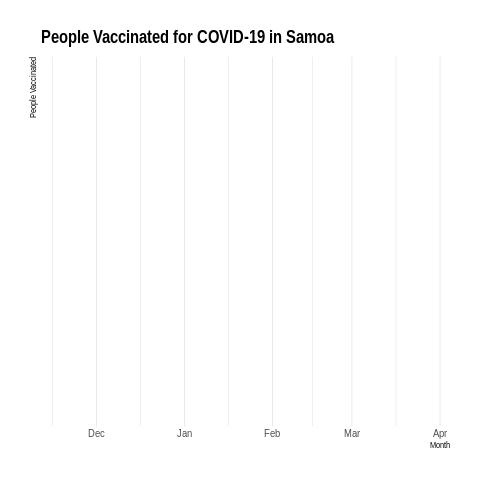 People Vaccinated for COVID-19 in Samoa
People Vaccinated
Dec Jan Feb Mar Apr
Month